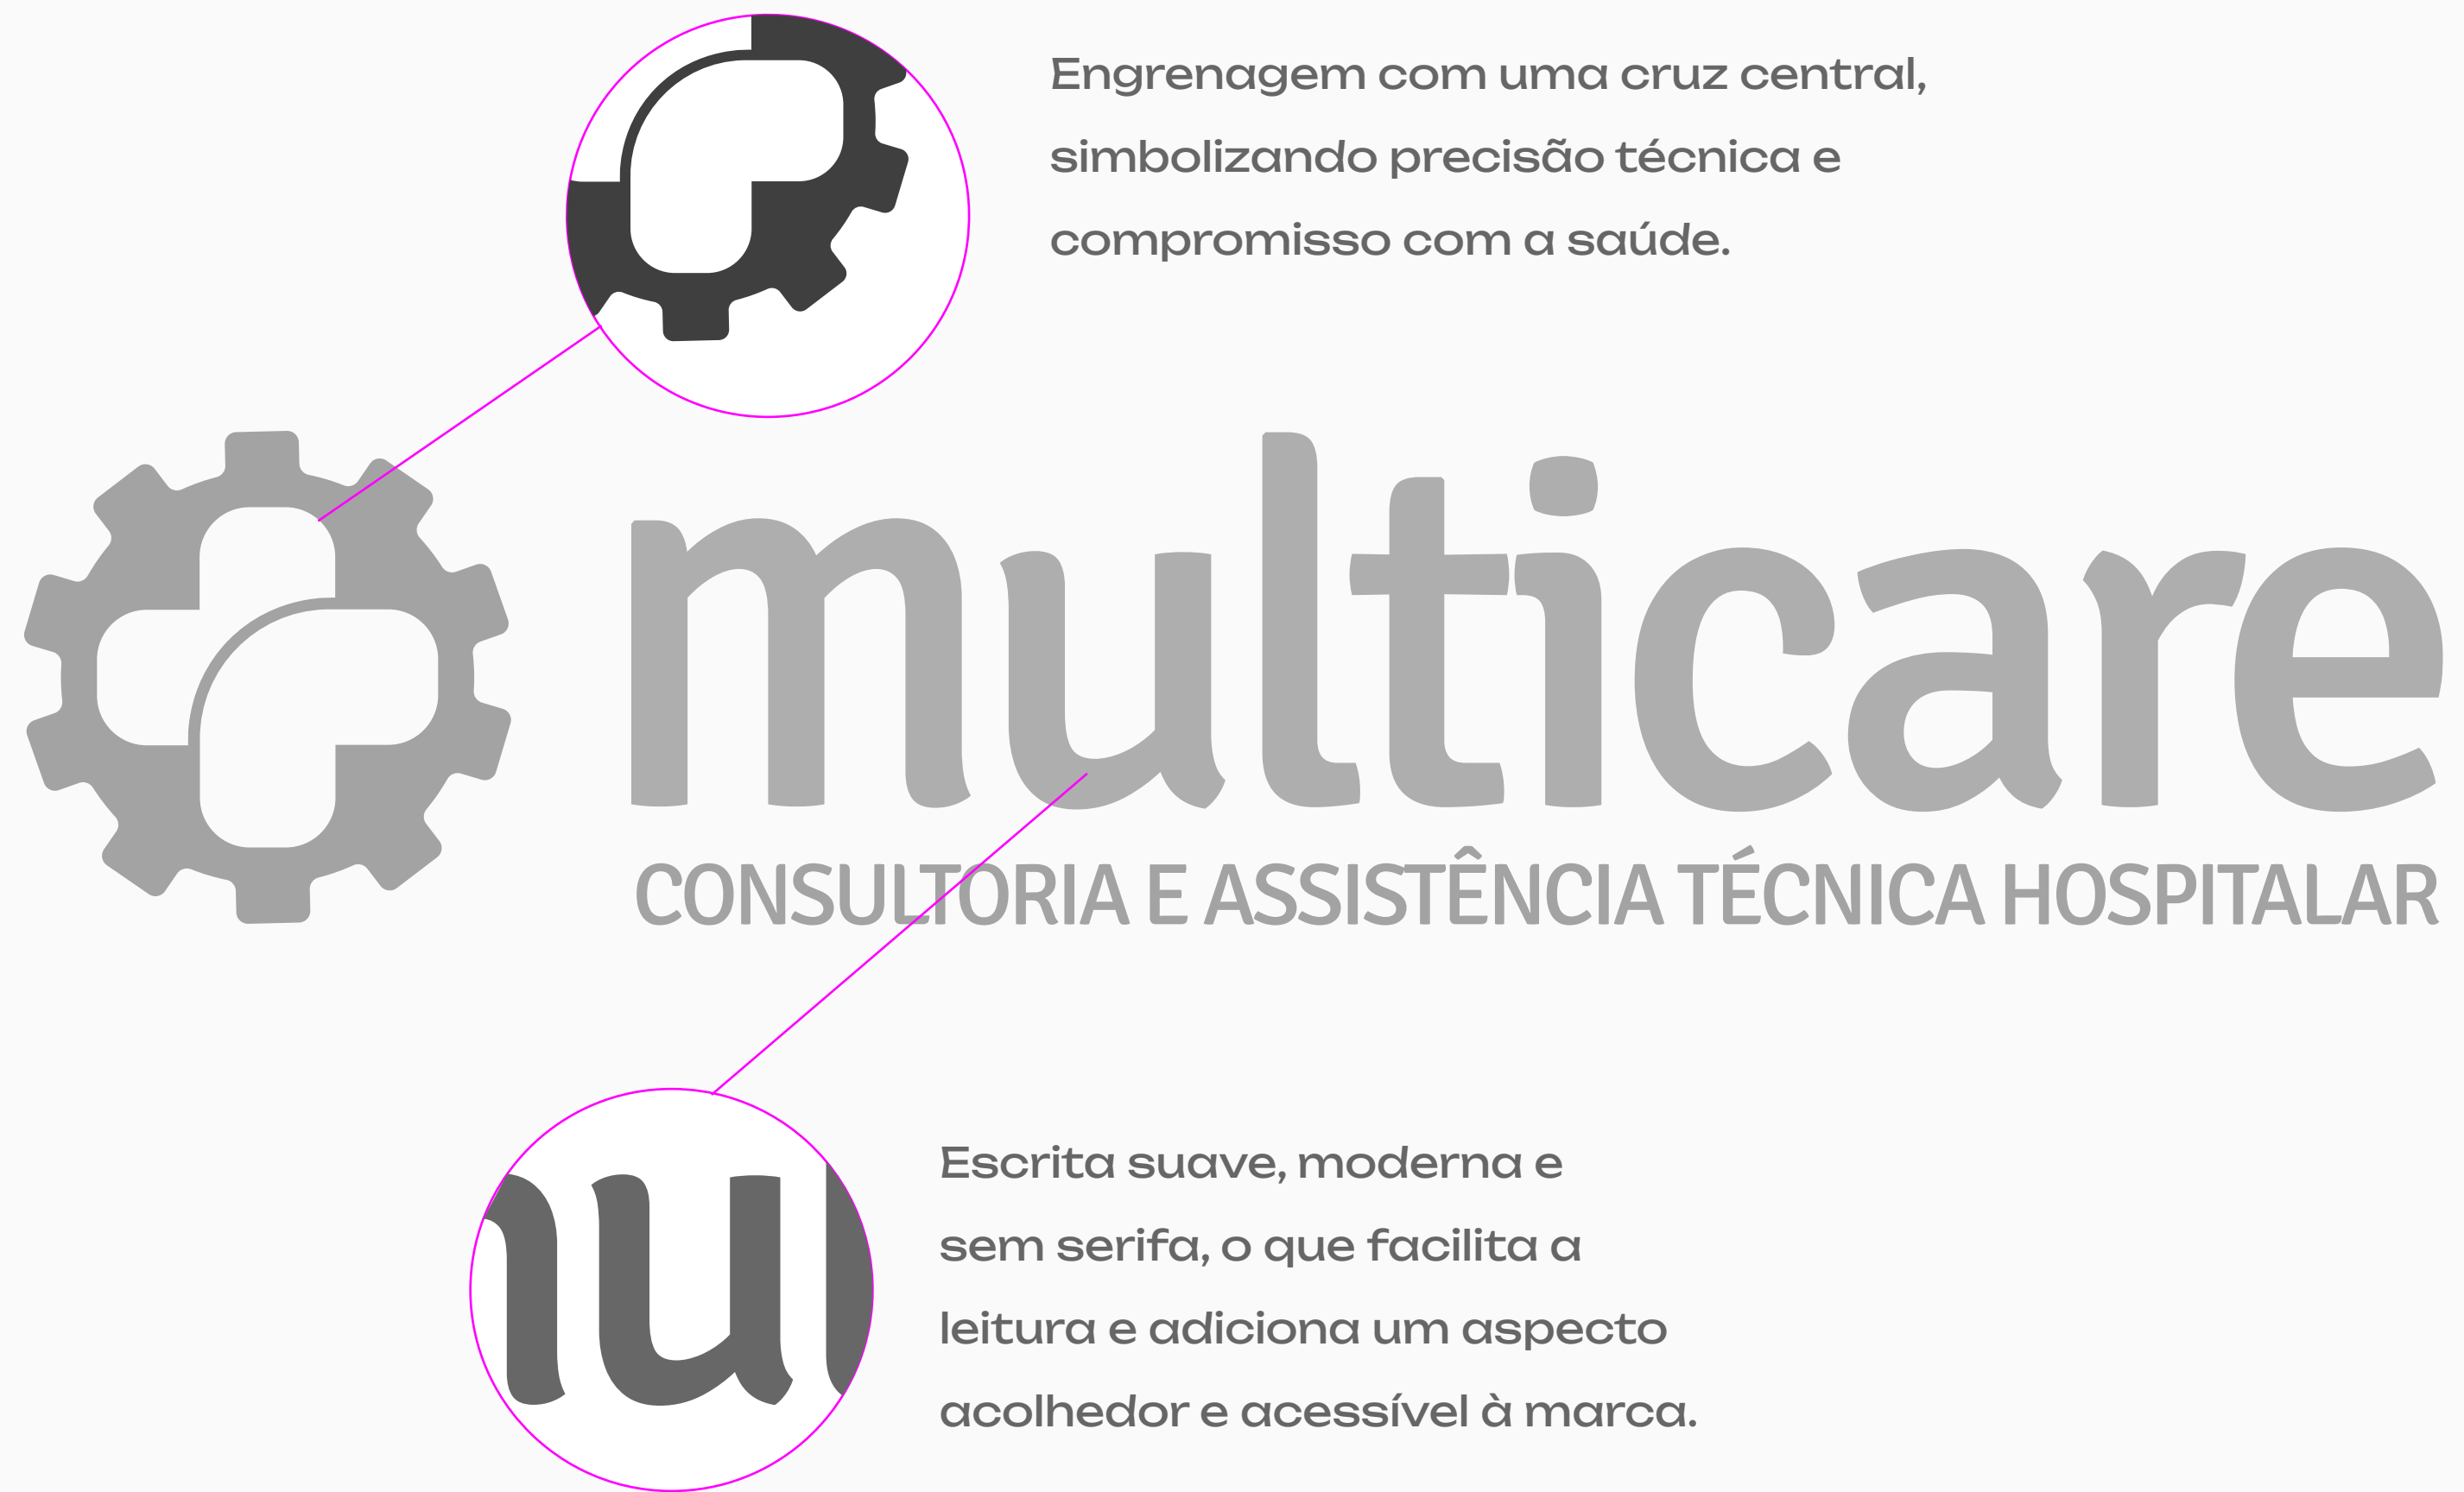 Engrenagem com uma cruz central,
simbolizando precisão técnica e
compromisso com a saúde.
multicare
CONSULTORIA E ASSISTÊNCIA TÉCNICA HOSPITALAR
u
Escrita suave, moderna e
sem serifa, o que facilita a
leitura e adiciona um aspecto
acolhedor e acessível à marca.